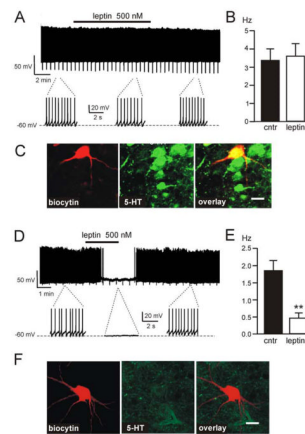 A
leptin 500 nM
50 mV
2 min
20 mV
2 s
-60 mV
B
Hz
5
4
3
2
1
0
cntr leptin
C
biocytin 5-HT overlay
D
leptin 500 nM
50 mV
1 min
20 mV
2 s
-60 mV
E
Hz
2.5
2.0
1.5
1.0
0.5
0.0
**
cntr leptin
F
biocytin 5-HT overlay